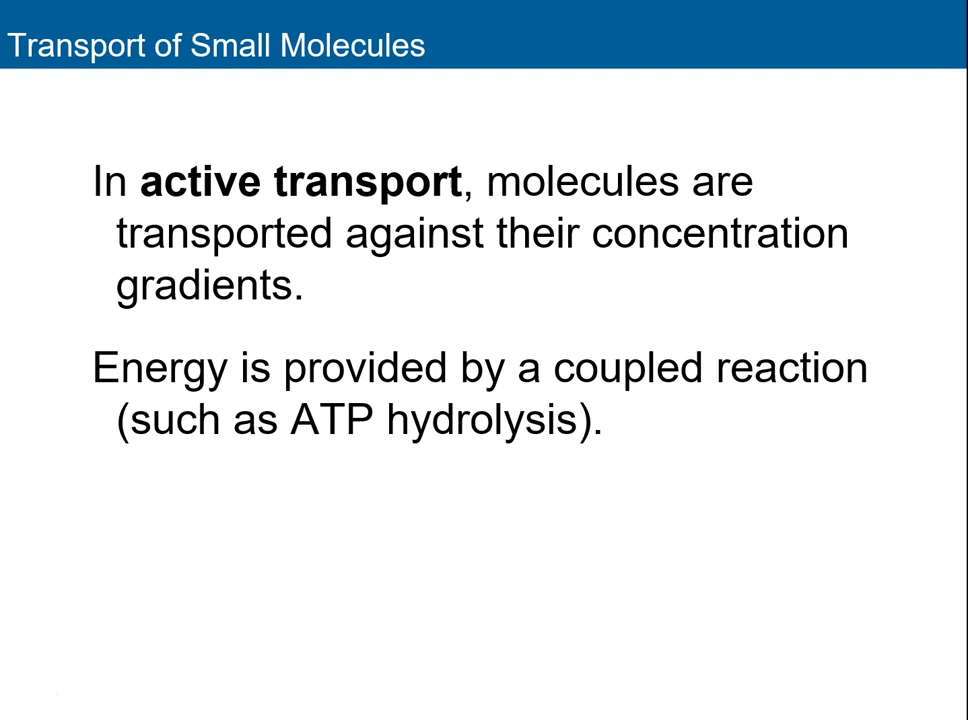 Transport of Small Molecules
In active transport, molecules are
transported against their concentration
gradients.
Energy is provided by a coupled reaction
(such as ATP hydrolysis).